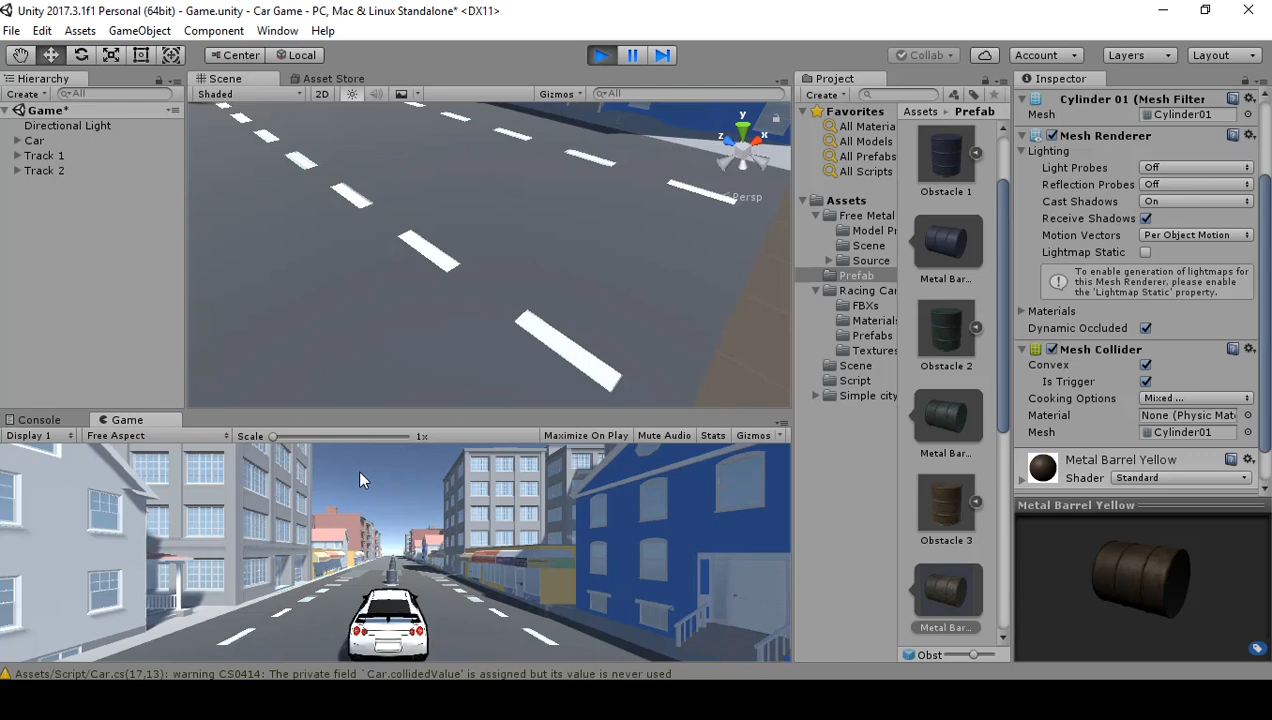 Unity 2017.3.1f1 Personal (64bit) - Game.unity - Car Game - PC, Mac & Linux Standalone* <DX11>
File Edit Assets GameObject Component Window Help
Center Local Collab Account Layers Layout
Hierarchy Scene Asset Store Project Inspector
Create All Shaded 2D Gizmos All Create
Game*
Directional Light
Car
Track 1
Track 2
y
x
z
Persp
Favorites
All Materia
All Models
All Prefabs
All Scripts
Assets
Free Metal
Model Pr
Scene
Source
Prefab
Racing Car
FBXs
Materials
Prefabs
Textures
Scene
Script
Simple city
Assets Prefab
Obstacle 1
Metal Bar...
Obstacle 2
Metal Bar...
Obstacle 3
Metal Bar...
Obst
Cylinder 01 (Mesh Filter
Mesh Cylinder01
Mesh Renderer
Lighting
Light Probes Off
Reflection Probes Off
Cast Shadows On
Receive Shadows
Motion Vectors Per Object Motion
Lightmap Static
To enable generation of lightmaps for
this Mesh Renderer, please enable
the 'Lightmap Static' property.
Materials
Dynamic Occluded
Mesh Collider
Convex
Is Trigger
Cooking Options Mixed ...
Material None (Physic Mat
Mesh Cylinder01
Metal Barrel Yellow
Shader Standard
Metal Barrel Yellow
Console Game
Display 1 Free Aspect Scale 1x Maximize On Play Mute Audio Stats Gizmos
Assets/Script/Car.cs(17,13): warning CS0414: The private field `Car.collidedValue' is assigned but its value is never used